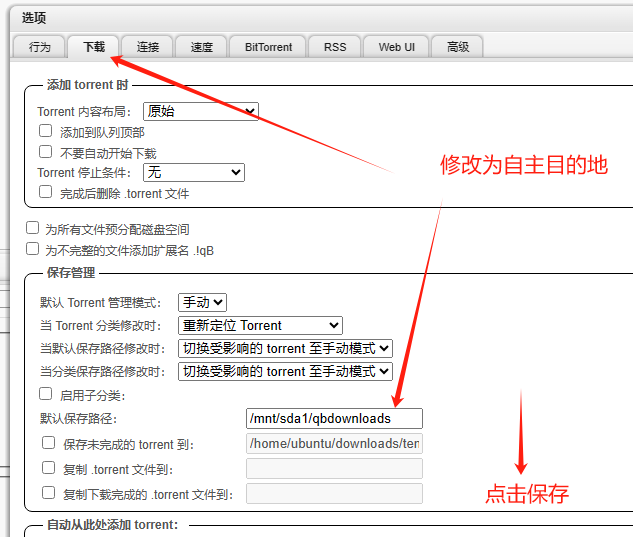 选项
行为 下载 连接 速度 BitTorrent RSS Web UI 高级
添加 torrent 时
Torrent 内容布局： 原始
添加到队列顶部
不要自动开始下载
修改为自主目的地
Torrent 停止条件： 无
完成后删除 .torrent 文件
为所有文件预分配磁盘空间
为不完整的文件添加扩展名 .!qB
保存管理
默认 Torrent 管理模式： 手动
当 Torrent 分类修改时： 重新定位 Torrent
当默认保存路径修改时： 切换受影响的 torrent 至手动模式
当分类保存路径修改时： 切换受影响的 torrent 至手动模式
启用子分类：
默认保存路径： /mnt/sda1/qbdownloads
保存未完成的 torrent 到： /home/ubuntu/downloads/ten
复制 .torrent 文件到：
复制下载完成的 .torrent 文件到：
点击保存
自动从此处添加 torrent：